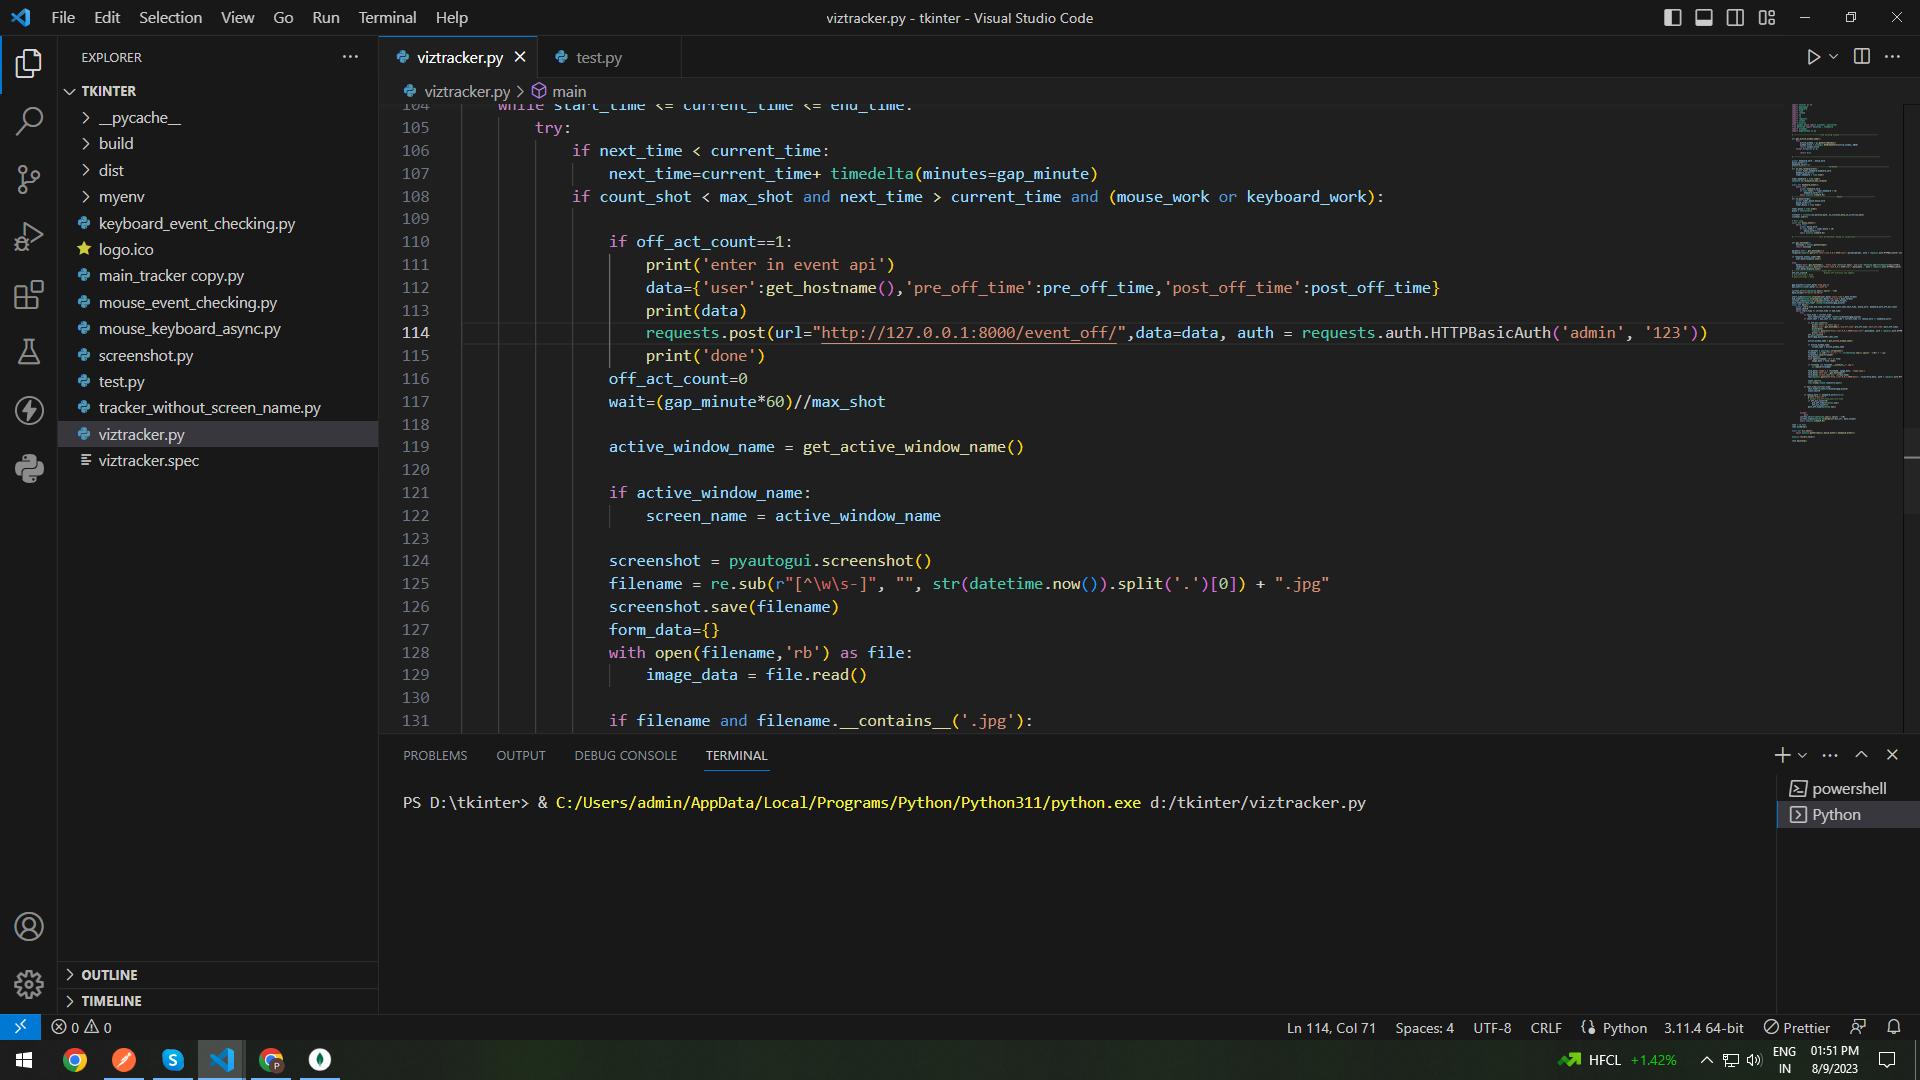 File Edit Selection View Go Run Terminal Help
viztracker.py - tkinter - Visual Studio Code
EXPLORER
TKINTER
__pycache__
build
dist
myenv
keyboard_event_checking.py
logo.ico
main_tracker copy.py
mouse_event_checking.py
mouse_keyboard_async.py
screenshot.py
test.py
tracker_without_screen_name.py
viztracker.py
viztracker.spec
OUTLINE
TIMELINE
viztracker.py test.py
viztracker.py > main
104 while start_time <= current_time <= end_time:
105 try:
106 if next_time < current_time:
107 next_time=current_time+ timedelta(minutes=gap_minute)
108 if count_shot < max_shot and next_time > current_time and (mouse_work or keyboard_work):
109
110 if off_act_count==1:
111 print('enter in event api')
112 data={'user':get_hostname(),'pre_off_time':pre_off_time,'post_off_time':post_off_time}
113 print(data)
114 requests.post(url="http://127.0.0.1:8000/event_off/",data=data, auth = requests.auth.HTTPBasicAuth('admin', '123'))
115 print('done')
116 off_act_count=0
117 wait=(gap_minute*60)//max_shot
118
119 active_window_name = get_active_window_name()
120
121 if active_window_name:
122 screen_name = active_window_name
123
124 screenshot = pyautogui.screenshot()
125 filename = re.sub(r"[^\w\s-]", "", str(datetime.now()).split('.')[0]) + ".jpg"
126 screenshot.save(filename)
127 form_data={}
128 with open(filename,'rb') as file:
129 image_data = file.read()
130
131 if filename and filename.__contains__('.jpg'):
PROBLEMS OUTPUT DEBUG CONSOLE TERMINAL
PS D:\tkinter> & C:/Users/admin/AppData/Local/Programs/Python/Python311/python.exe d:/tkinter/viztracker.py
powershell
Python
0 0
Ln 114, Col 71 Spaces: 4 UTF-8 CRLF Python 3.11.4 64-bit Prettier
HFCL +1.42%
ENG
IN
01:51 PM
8/9/2023